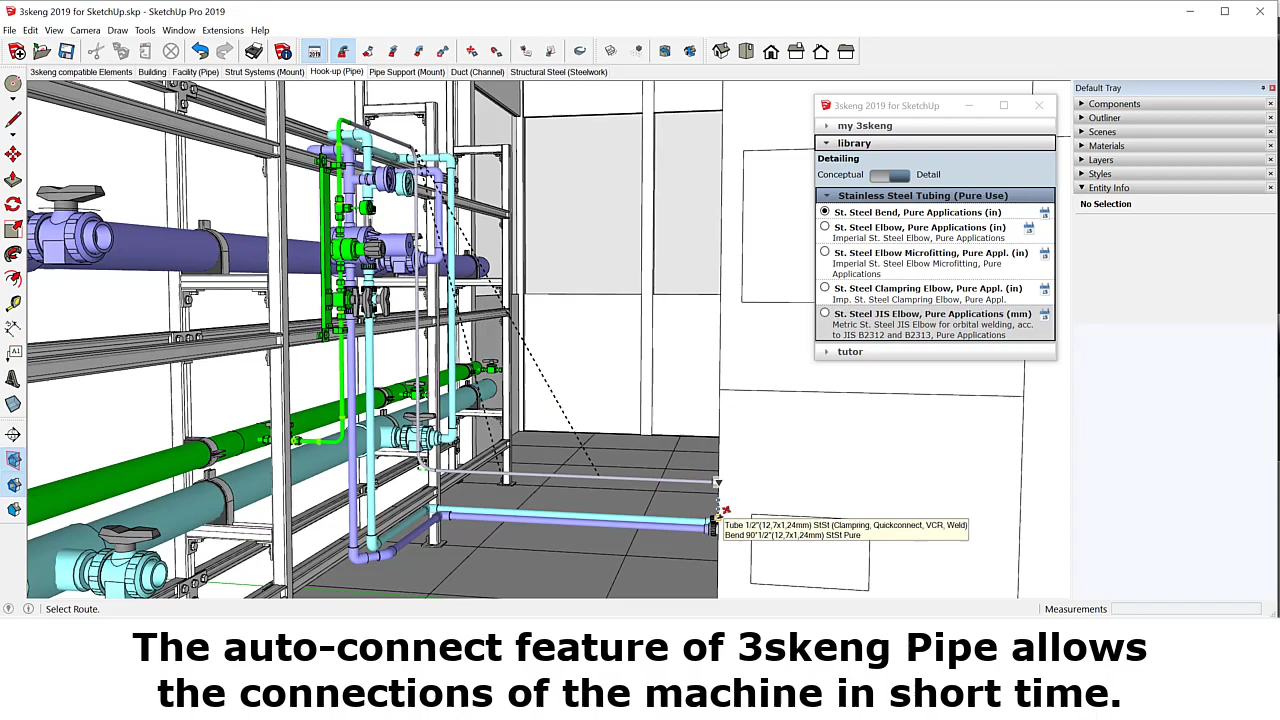 3skeng 2019 for SketchUp.skp - SketchUp Pro 2019
File Edit View Camera Draw Tools Window Extensions Help
2019
3skeng compatible Elements Building Facility (Pipe) Strut Systems (Mount) Hook-up (Pipe) Pipe Support (Mount) Duct (Channel) Structural Steel (Steelwork)
Default Tray
Components
Outliner
Scenes
Materials
Layers
Styles
Entity Info
No Selection
3skeng 2019 for SketchUp
my 3skeng
library
Detailing
Conceptual Detail
Stainless Steel Tubing (Pure Use)
St. Steel Bend, Pure Applications (in)
St. Steel Elbow, Pure Applications (in)
Imperial St. Steel Elbow, Pure Applications
St. Steel Elbow Microfitting, Pure Appl. (in)
Imperial St. Steel Elbow Microfitting, Pure
Applications
St. Steel Clampring Elbow, Pure Appl. (in)
Imp. St. Steel Clampring Elbow, Pure Appl.
St. Steel JIS Elbow, Pure Applications (mm)
Metric St. Steel JIS Elbow for orbital welding, acc.
to JIS B2312 and B2313, Pure Applications
tutor
A1
Tube 1/2"(12,7x1,24mm) StSt (Clampring, Quickconnect, VCR, Weld)
Bend 90°1/2"(12,7x1,24mm) StSt Pure
Select Route.
Measurements
The auto-connect feature of 3skeng Pipe allows
the connections of the machine in short time.